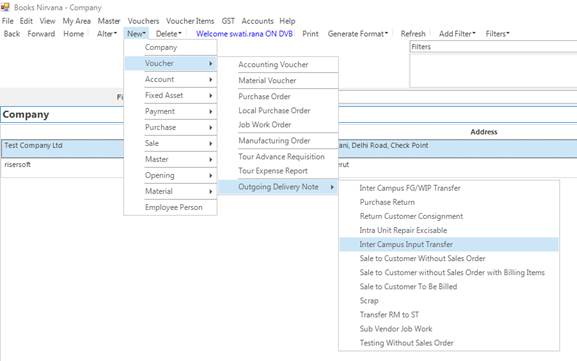 Books Nirvana - Company
File Edit View My Area Master Vouchers Voucher Items GST Accounts Help
Back Forward Home Alter New Delete Welcome swati.rana ON DVB Print Generate Format Refresh Add Filter Filters
Filters
Fi
Company
Address
Test Company Ltd
ani, Delhi Road, Check Point
risersoft
rut
Company
Voucher
Account
Fixed Asset
Payment
Purchase
Sale
Master
Opening
Material
Employee Person
Accounting Voucher
Material Voucher
Purchase Order
Local Purchase Order
Job Work Order
Manufacturing Order
Tour Advance Requisition
Tour Expense Report
Outgoing Delivery Note
Inter Campus FG/WIP Transfer
Purchase Return
Return Customer Consignment
Intra Unit Repair Excisable
Inter Campus Input Transfer
Sale to Customer Without Sales Order
Sale to Customer without Sales Order with Billing Items
Sale to Customer To Be Billed
Scrap
Transfer RM to ST
Sub Vendor Job Work
Testing Without Sales Order